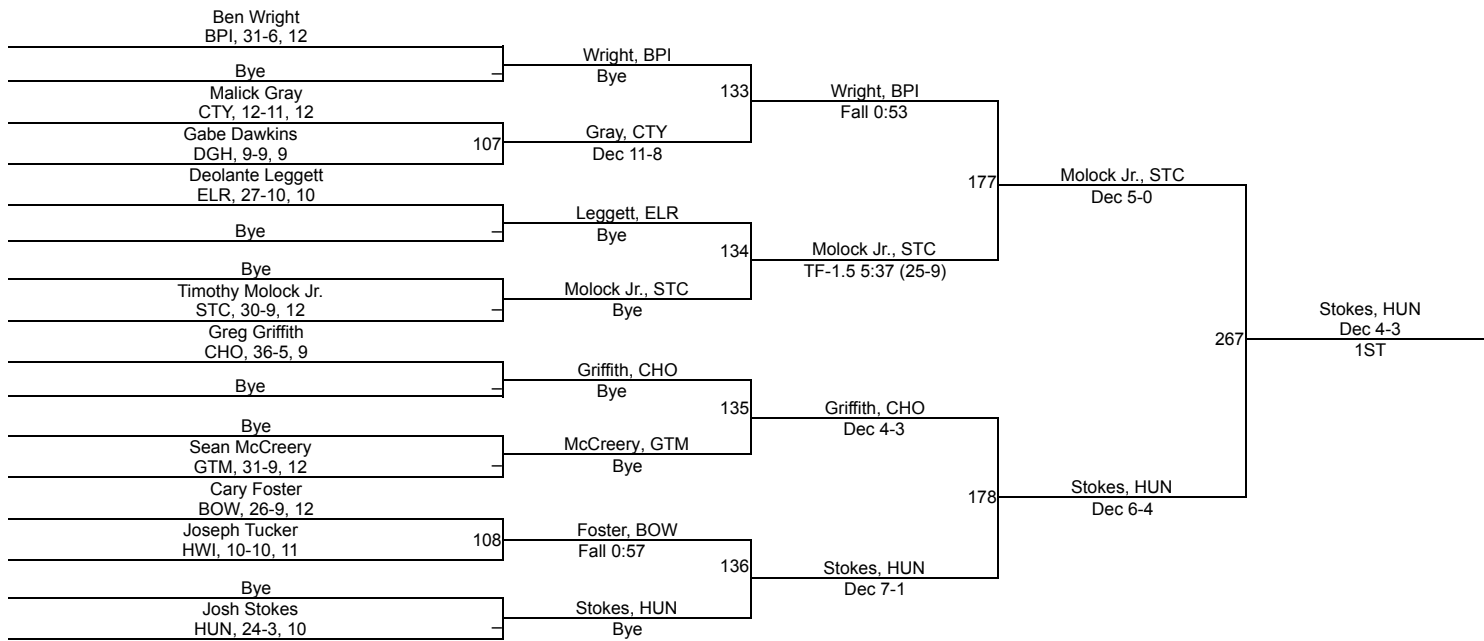 Ben Wright
BPI, 31-6, 12
Bye
Malick Gray
CTY, 12-11, 12
Gabe Dawkins
DGH, 9-9, 9
107
Deolante Leggett
ELR, 27-10, 10
Bye
Bye
Timothy Molock Jr.
STC, 30-9, 12
Greg Griffith
CHO, 36-5, 9
Bye
Bye
Sean McCreery
GTM, 31-9, 12
Cary Foster
BOW, 26-9, 12
Joseph Tucker
HWI, 10-10, 11
108
Bye
Josh Stokes
HUN, 24-3, 10
Wright, BPI
Bye
133
Gray, CTY
Dec 11-8
Leggett, ELR
Bye
134
Molock Jr., STC
Bye
Griffith, CHO
Bye
135
McCreery, GTM
Bye
Foster, BOW
Fall 0:57
136
Stokes, HUN
Bye
Wright, BPI
Fall 0:53
177
Molock Jr., STC
TF-1.5 5:37 (25-9)
Griffith, CHO
Dec 4-3
178
Stokes, HUN
Dec 7-1
Molock Jr., STC
Dec 5-0
267
Stokes, HUN
Dec 6-4
Stokes, HUN
Dec 4-3
1ST